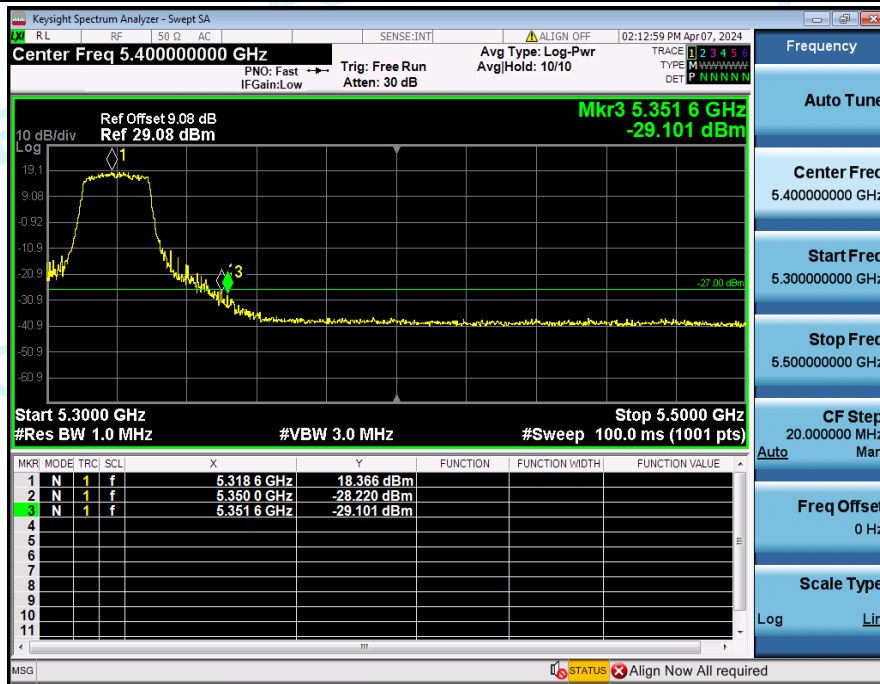 Keysight Spectrum Analyzer - Swept SA
LXI RL RF 50 Ω AC SENSE:INT ALIGN OFF 02:12:59 PM Apr 07, 2024
Center Freq 5.400000000 GHz
PNO: Fast
IFGain:Low
Trig: Free Run
Atten: 30 dB
Avg Type: Log-Pwr
Avg|Hold: 10/10
TRACE 1 2 3 4 5 6
TYPE M W W W W W
DET P N N N N N
Frequency
Auto Tune
Center Freq
5.400000000 GHz
Start Freq
5.300000000 GHz
Stop Freq
5.500000000 GHz
CF Step
20.000000 MHz
Auto Man
Freq Offset
0 Hz
Scale Type
Log Lin
Mkr3 5.351 6 GHz
-29.101 dBm
Ref Offset 9.08 dB
10 dB/div Ref 29.08 dBm
Log
1
19.1
9.08
-0.92
-10.9
-20.9
3
-27.00 dBm
-30.9
-40.9
-50.9
-60.9
Start 5.3000 GHz Stop 5.5000 GHz
#Res BW 1.0 MHz #VBW 3.0 MHz #Sweep 100.0 ms (1001 pts)
MKR MODE TRC SCL X Y FUNCTION FUNCTION WIDTH FUNCTION VALUE
1 N 1 f 5.318 6 GHz 18.366 dBm
2 N 1 f 5.350 0 GHz -28.220 dBm
3 N 1 f 5.351 6 GHz -29.101 dBm
4
5
6
7
8
9
10
11
MSG STATUS Align Now All required